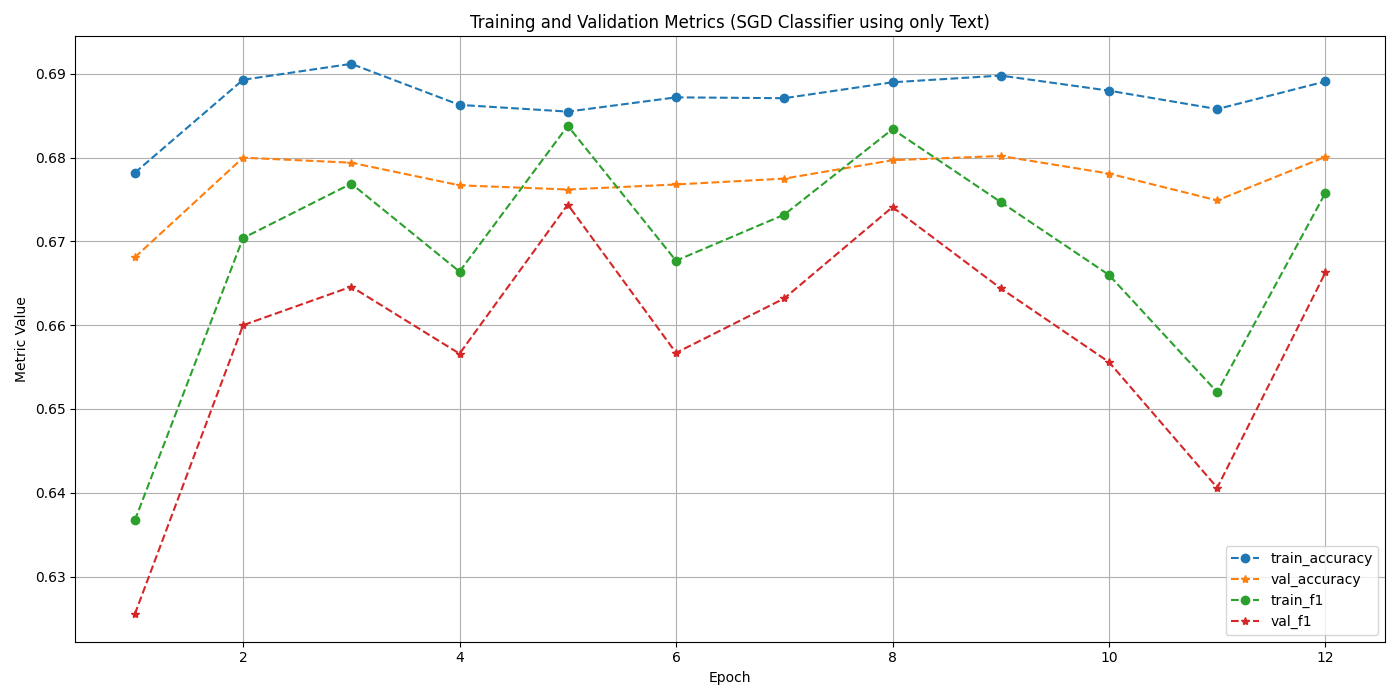 Training and Validation Metrics (SGD Classifier using only Text)
Metric Value
0.69
0.68
0.67
0.66
0.65
0.64
0.63
train_accuracy
val_accuracy
train_f1
val_f1
2 4 6 8 10 12
Epoch